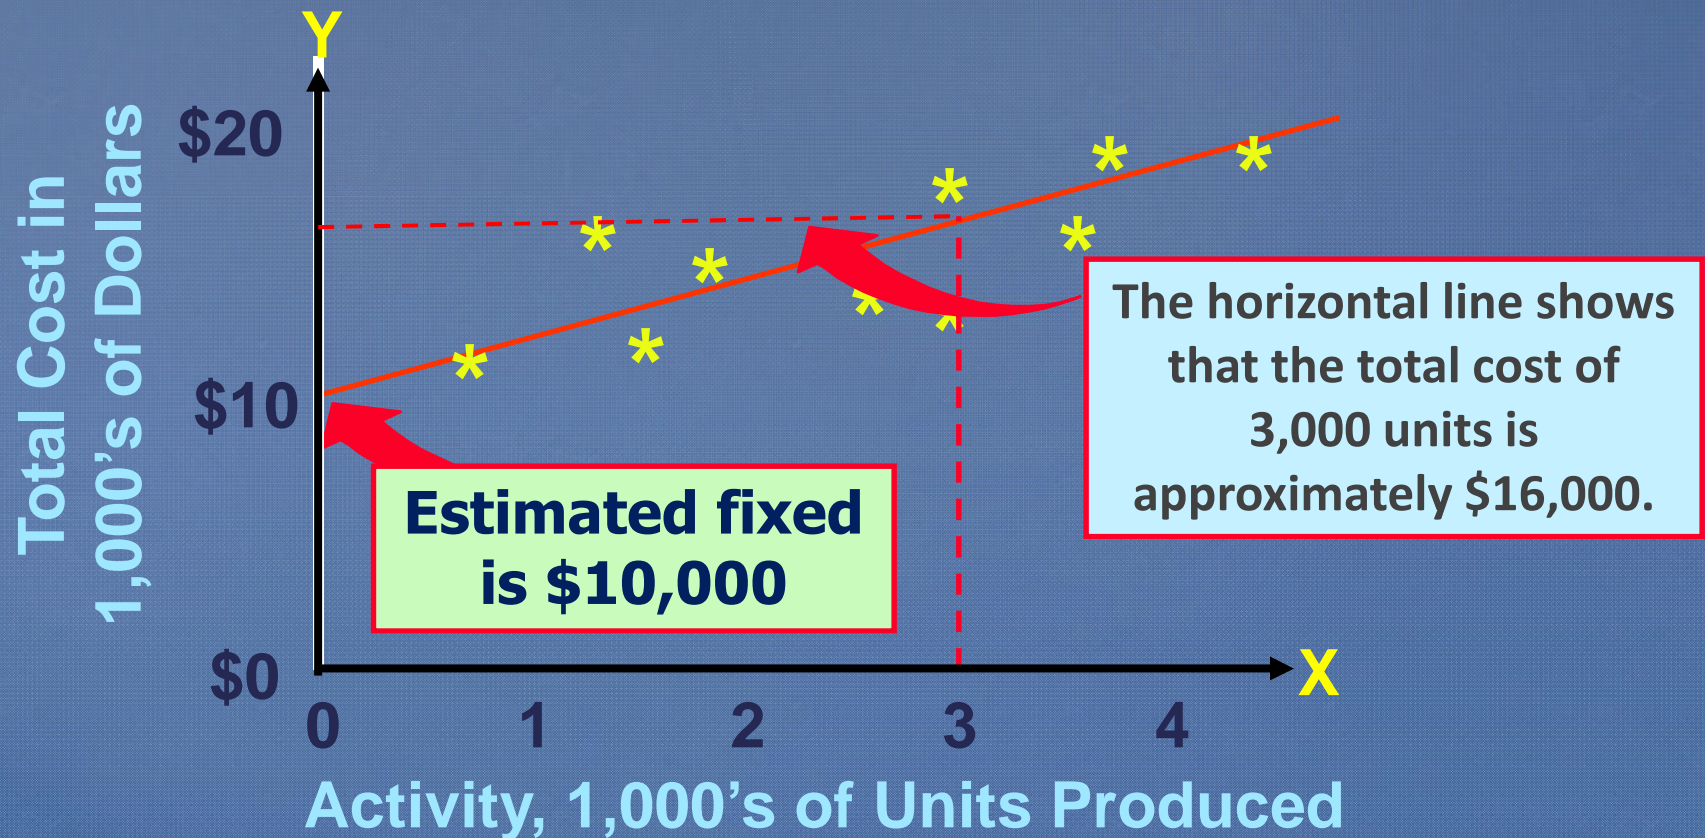 Y
Total Cost in
1,000’s of Dollars
$20
$10
$0
The horizontal line shows
that the total cost of
3,000 units is
approximately $16,000.
Estimated fixed
is $10,000
X
0 1 2 3 4
Activity, 1,000’s of Units Produced